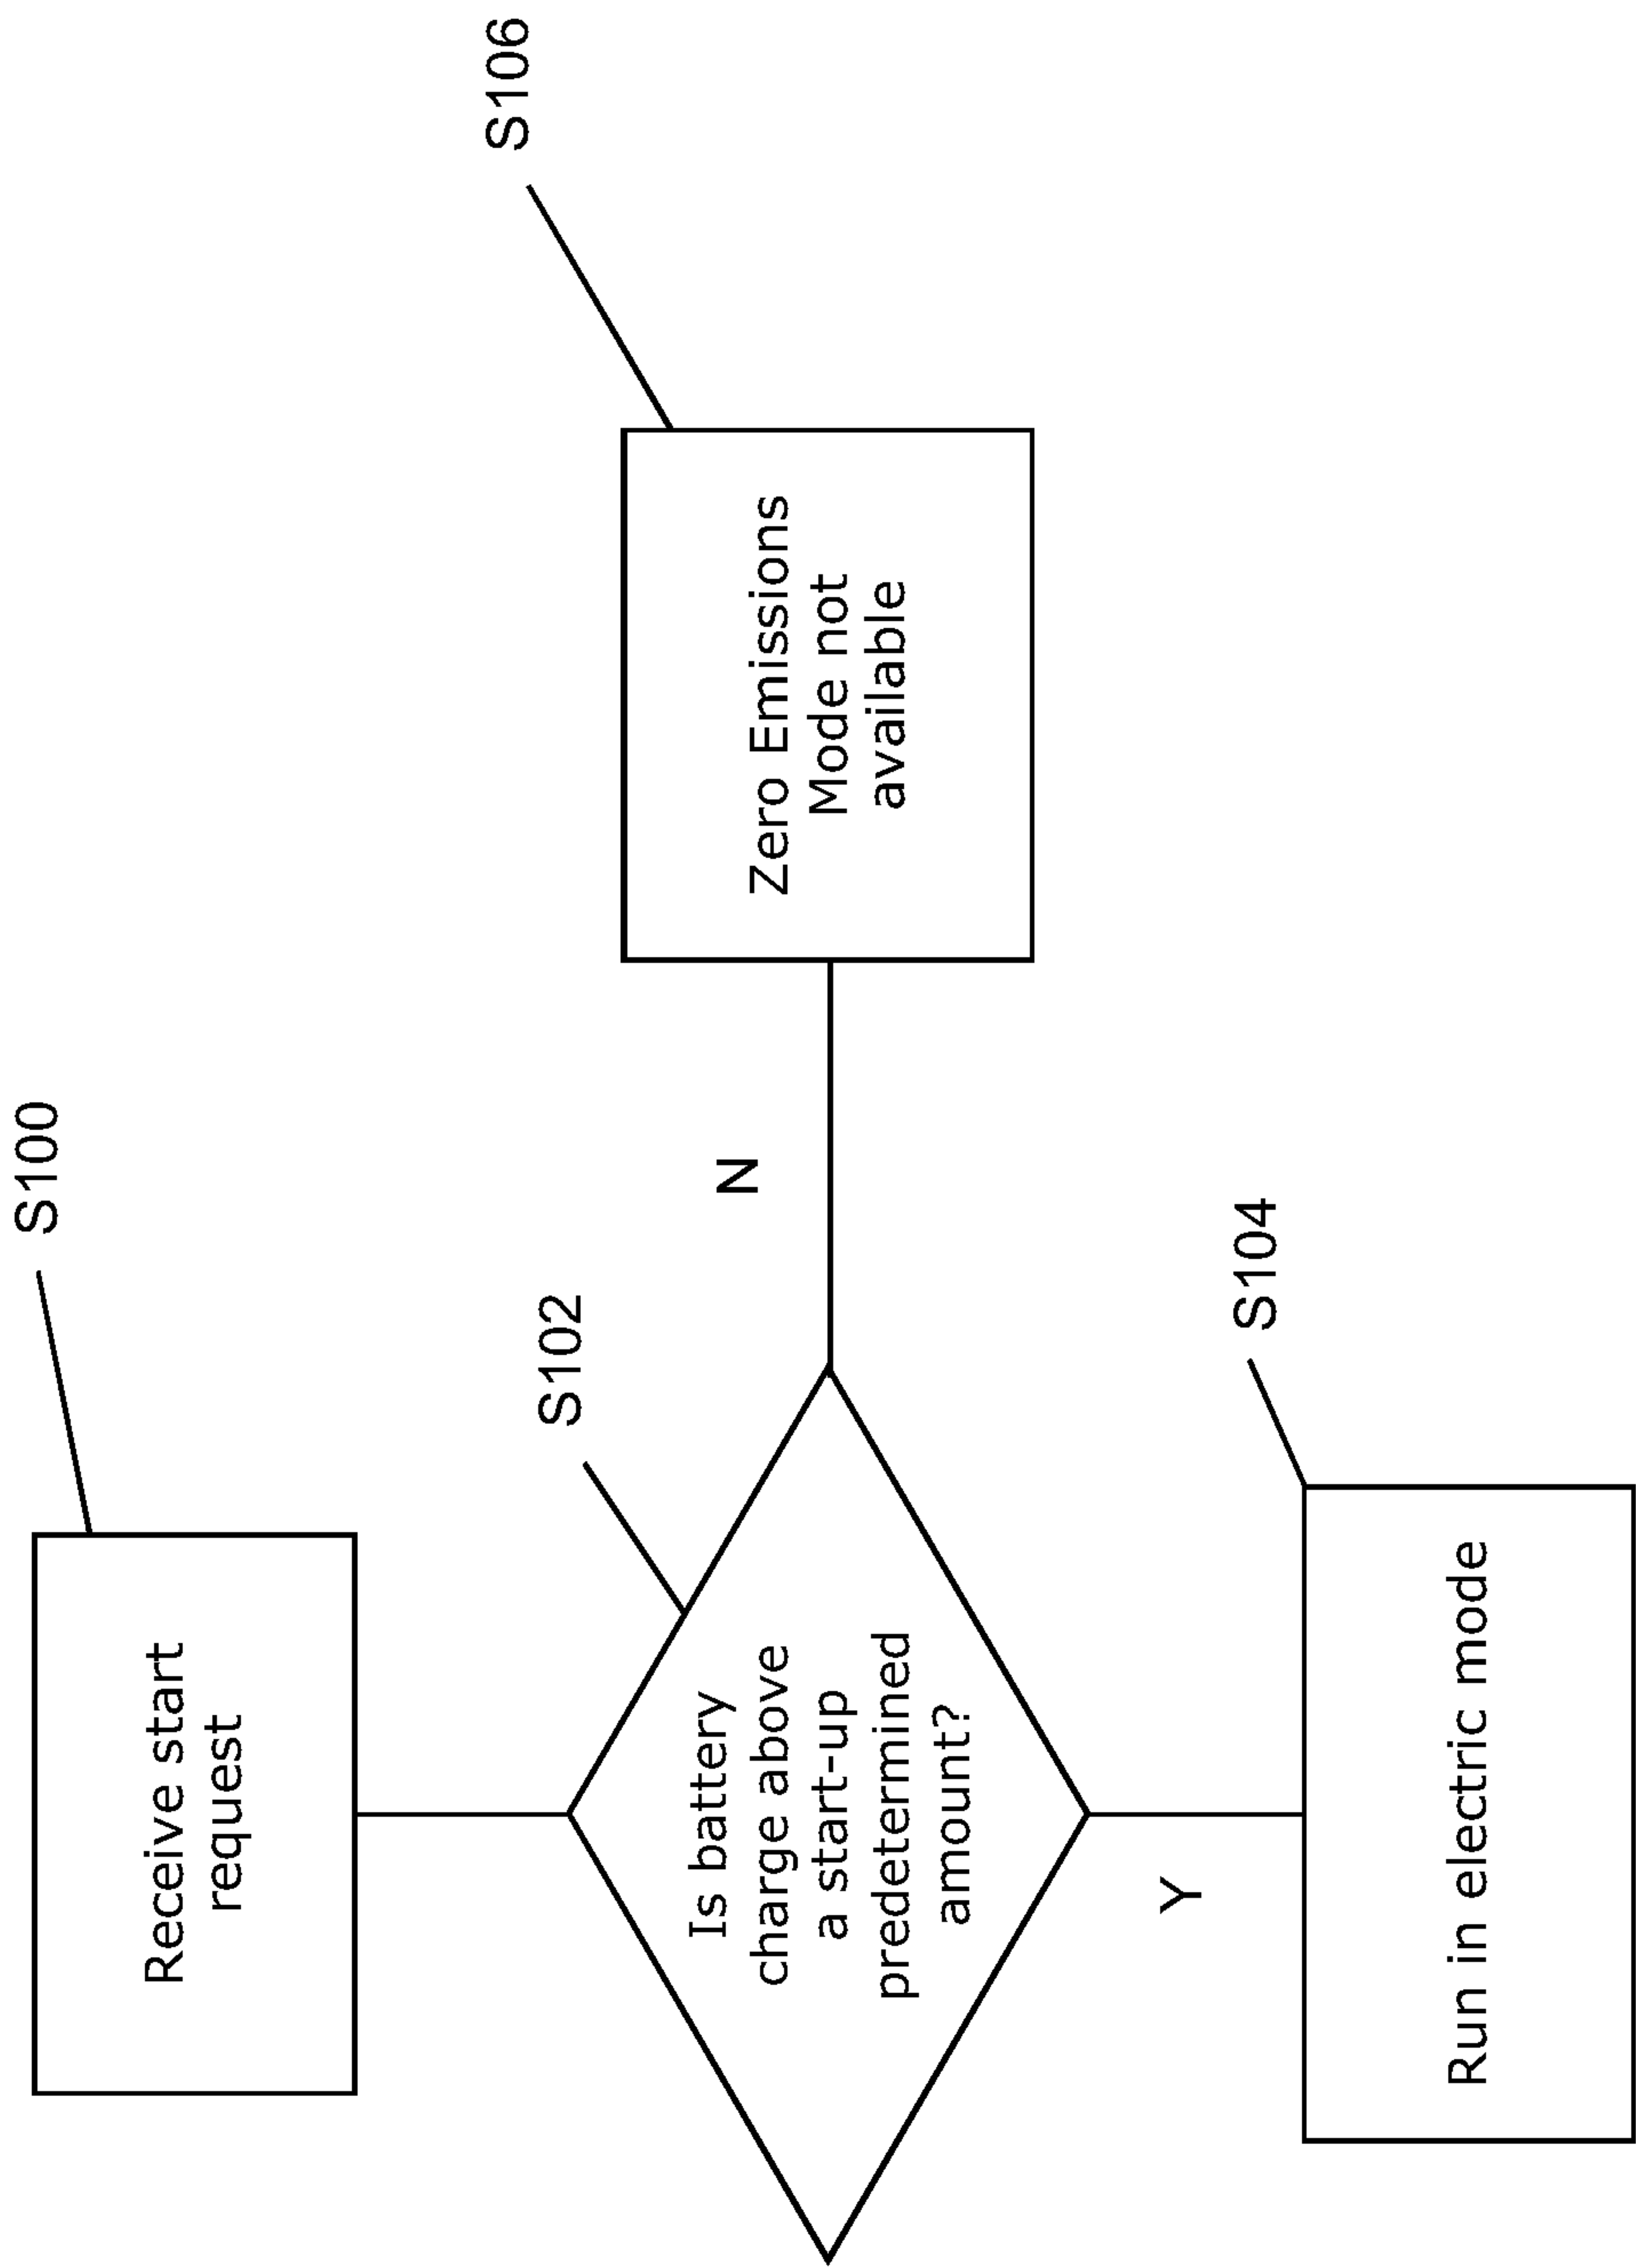 S100
Receive start
request
S102
Is battery
charge above
a start-up
predetermined
amount?
N
S106
Zero Emissions
Mode not
available
Y
S104
Run in electric mode